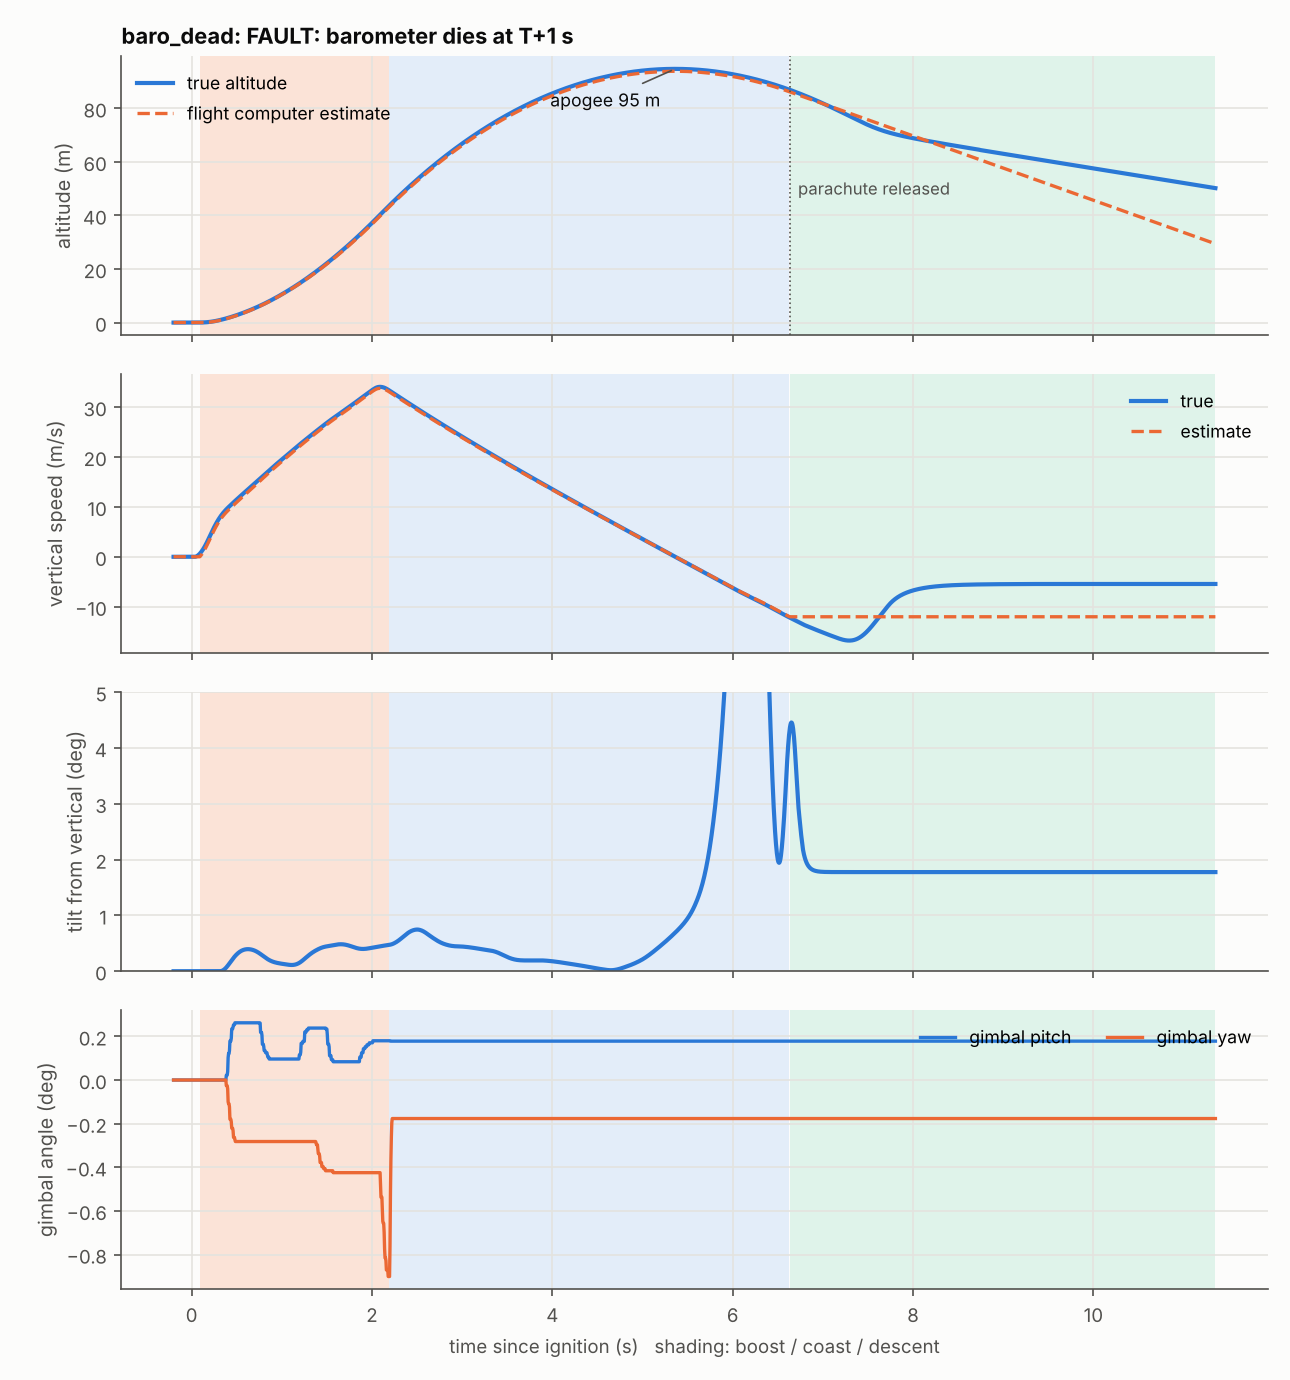 baro_dead: FAULT: barometer dies at T+1 s
true altitude
flight computer estimate
apogee 95 m
parachute released
altitude (m)
80
60
40
20
0
true
estimate
vertical speed (m/s)
30
20
10
0
−10
tilt from vertical (deg)
5
4
3
2
1
0
gimbal pitch
gimbal yaw
gimbal angle (deg)
0.2
0.0
−0.2
−0.4
−0.6
−0.8
0 2 4 6 8 10
time since ignition (s) shading: boost / coast / descent